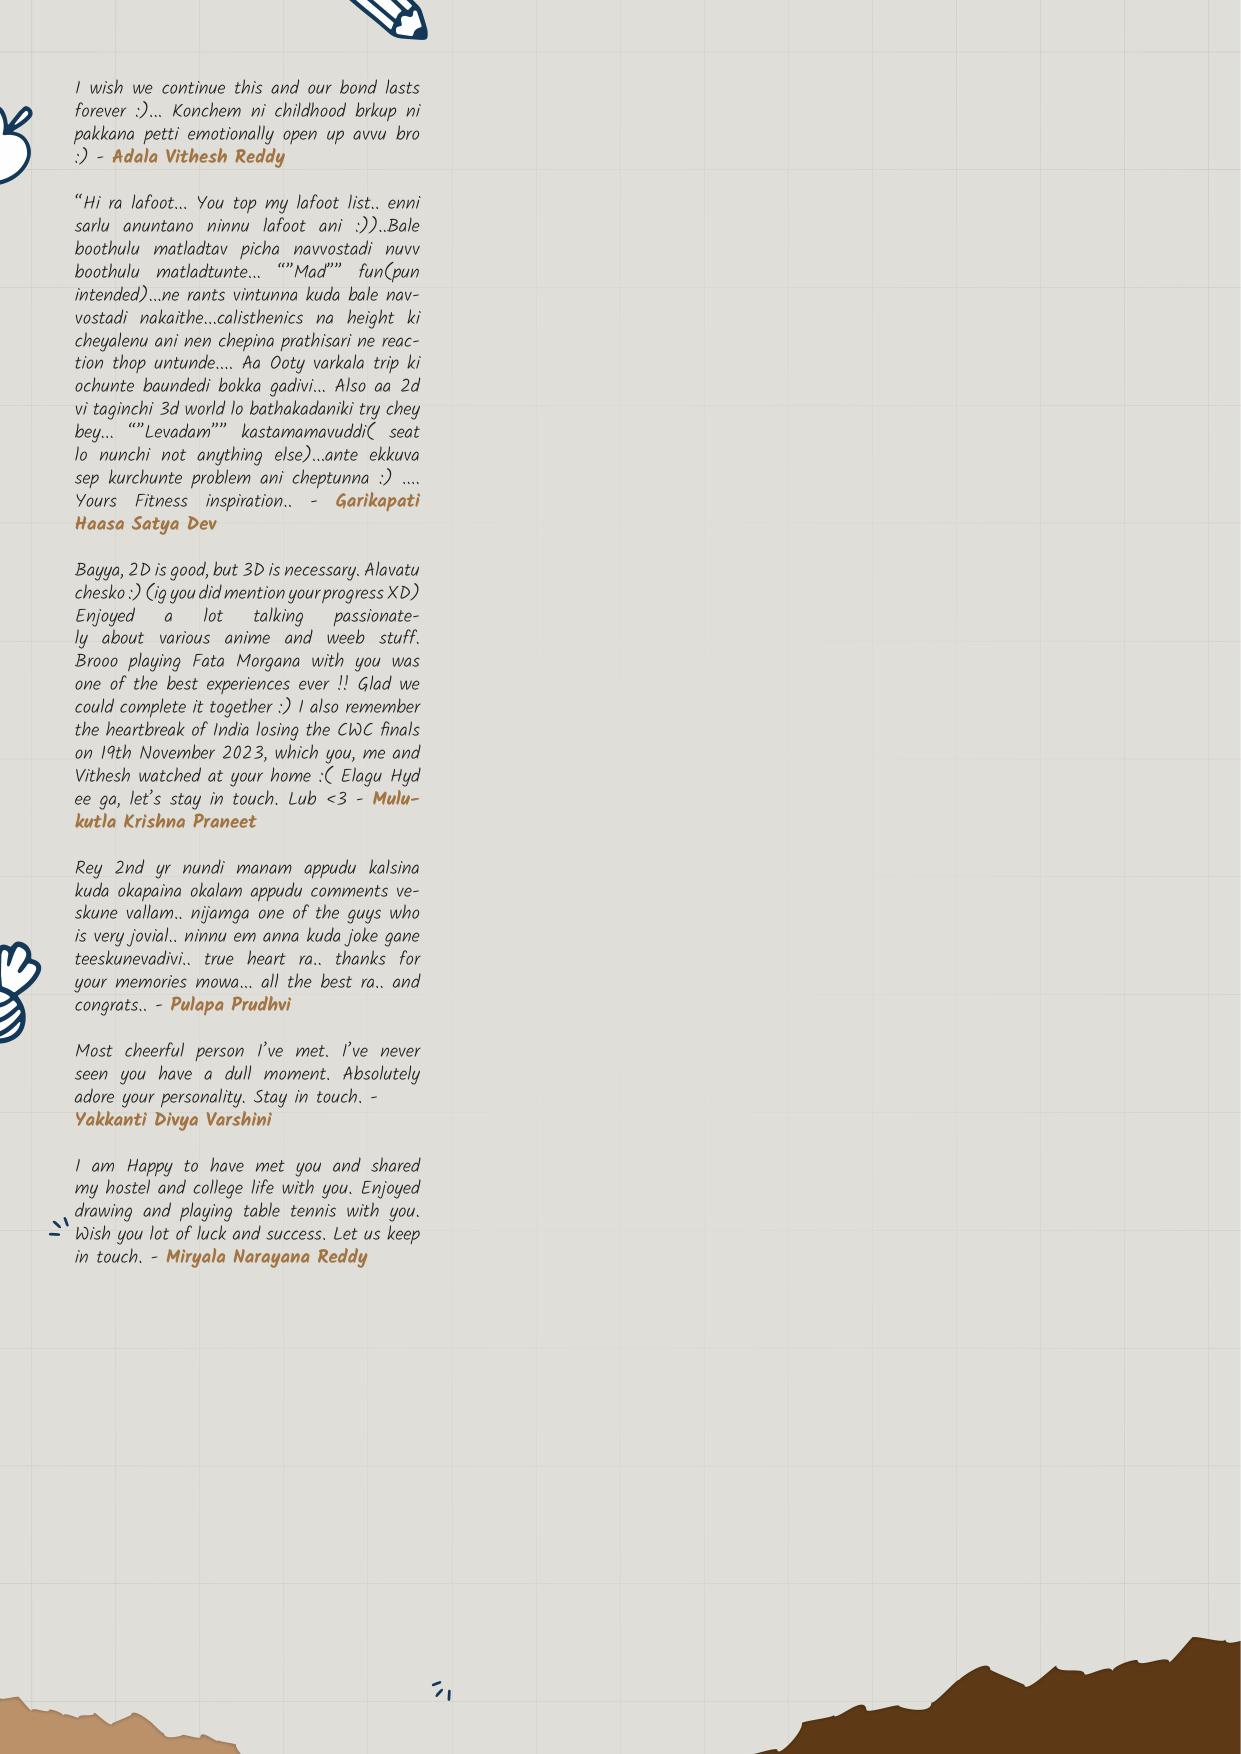 I wish we continue this and our bond lasts
forever :)... Konchem ni childhood brkup ni
pakkana petti emotionally open up avvu bro
:) - Adala Vithesh Reddy
“Hi ra lafoot... You top my lafoot list.. enni
sarlu anuntano ninnu lafoot ani :))..Bale
boothulu matladtav picha navvostadi nuvv
boothulu matladtunte... “”Mad”” fun(pun
intended)...ne rants vintunna kuda bale nav-
vostadi nakaithe...calisthenics na height ki
cheyalenu ani nen chepina prathisari ne reac-
tion thop untunde.... Aa Ooty varkala trip ki
ochunte baundedi bokka gadivi... Also aa 2d
vi taginchi 3d world lo bathakadaniki try chey
bey... “”Levadam”” kastamamavuddi( seat
lo nunchi not anything else)...ante ekkuva
sep kurchunte problem ani cheptunna :) ....
Yours Fitness inspiration.. - Garikapati
Haasa Satya Dev
Bayya, 2D is good, but 3D is necessary. Alavatu
chesko :) (ig you did mention your progress XD)
Enjoyed a lot talking passionate-
ly about various anime and weeb stuff.
Brooo playing Fata Morgana with you was
one of the best experiences ever !! Glad we
could complete it together :) I also remember
the heartbreak of India losing the CWC finals
on 19th November 2023, which you, me and
Vithesh watched at your home :( Elagu Hyd
ee ga, let’s stay in touch. Lub <3 - Mulu-
kutla Krishna Praneet
Rey 2nd yr nundi manam appudu kalsina
kuda okapaina okalam appudu comments ve-
skune vallam.. nijamga one of the guys who
is very jovial.. ninnu em anna kuda joke gane
teeskunevadivi.. true heart ra.. thanks for
your memories mowa... all the best ra.. and
congrats.. - Pulapa Prudhvi
Most cheerful person I’ve met. I’ve never
seen you have a dull moment. Absolutely
adore your personality. Stay in touch. -
Yakkanti Divya Varshini
I am Happy to have met you and shared
my hostel and college life with you. Enjoyed
drawing and playing table tennis with you.
Wish you lot of luck and success. Let us keep
in touch. - Miryala Narayana Reddy